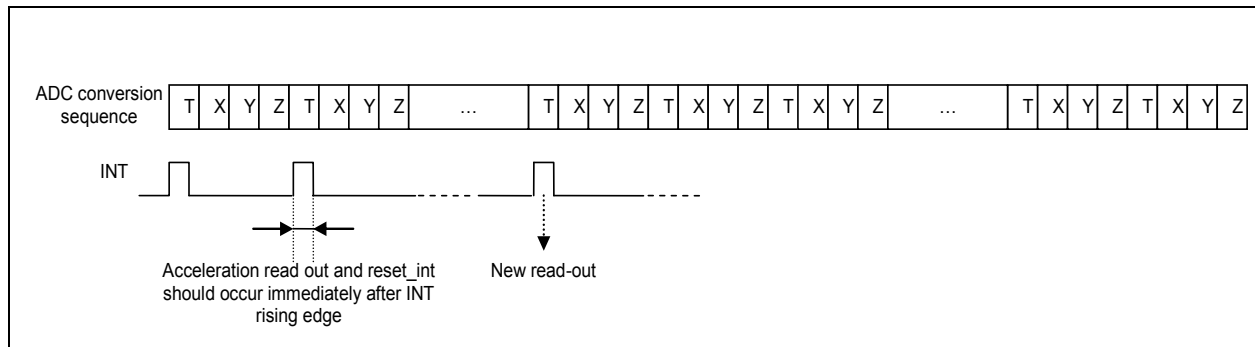 ADC conversion
sequence
T X Y Z T X Y Z ... T X Y Z T X Y Z T X Y Z ... T X Y Z T X Y Z
INT
Acceleration read out and reset_int
should occur immediately after INT
rising edge
New read-out